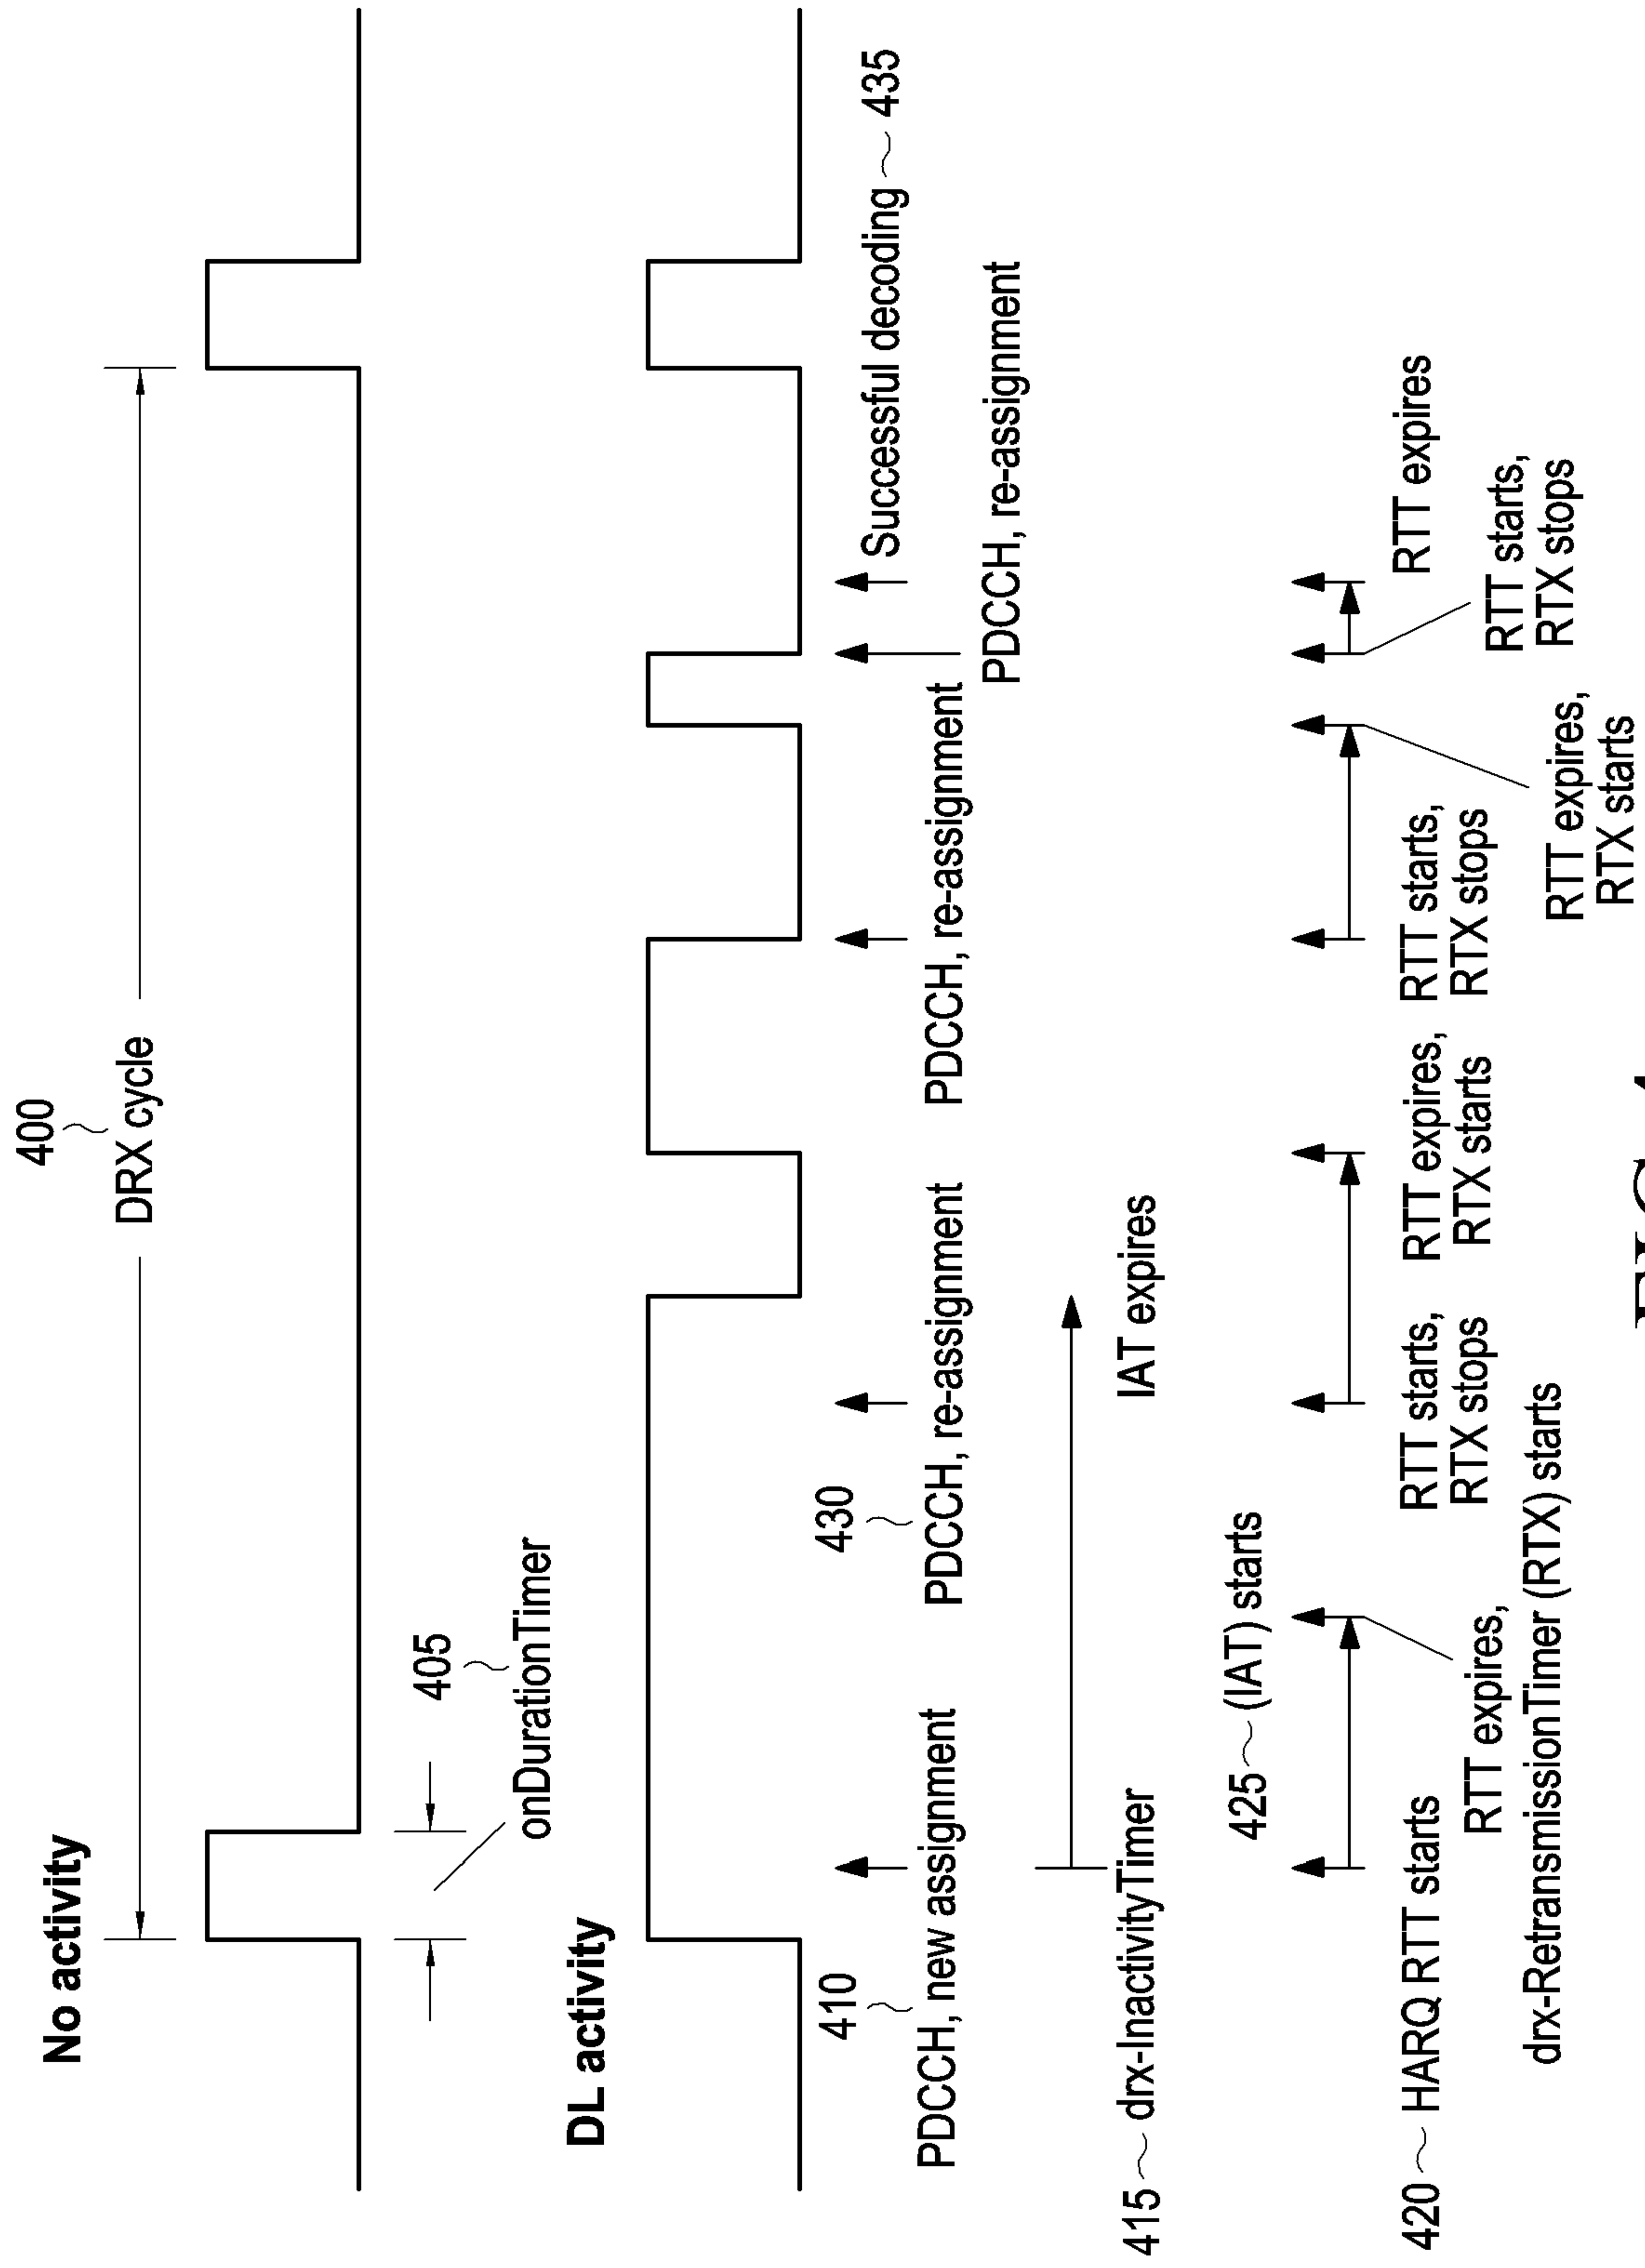 400
DRX cycle
No activity
405
onDurationTimer
DL activity
410
PDCCH, new assignment
430
PDCCH, re-assignment
PDCCH, re-assignment
Successful decoding 435
PDCCH, re-assignment
415 drx-InactivityTimer
IAT expires
425 (IAT) starts
420 HARQ RTT starts
RTT expires,
drx-RetransmissionTimer (RTX) starts
RTT starts,
RTX stops
RTT expires,
RTX starts
RTT starts,
RTX stops
RTT expires,
RTX starts
RTT starts,
RTX stops
RTT expires